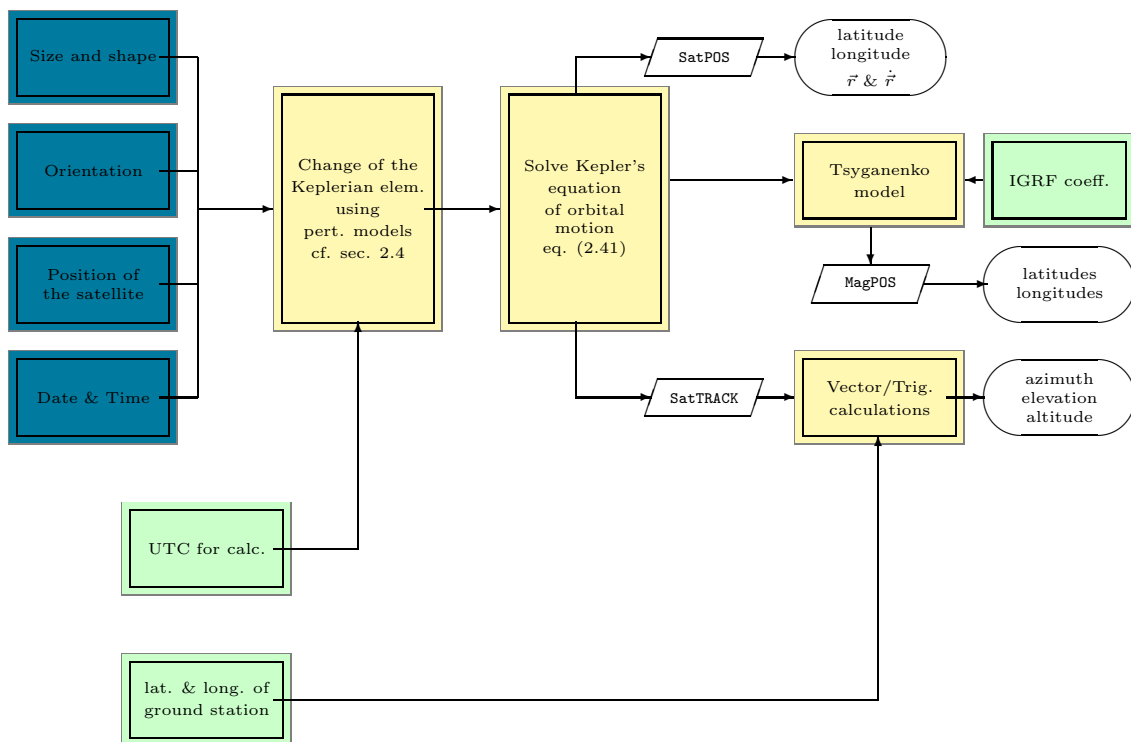 Size and shape
Orientation
Position of
the satellite
Date & Time
Change of the
Keplerian elem.
using
pert. models
cf. sec. 2.4
Solve Kepler's
equation
of orbital
motion
eq. (2.41)
SatPOS
latitude
longitude
r⃗ & ṙ⃗
Tsyganenko
model
IGRF coeff.
MagPOS
latitudes
longitudes
SatTRACK
Vector/Trig.
calculations
azimuth
elevation
altitude
UTC for calc.
lat. & long. of
ground station